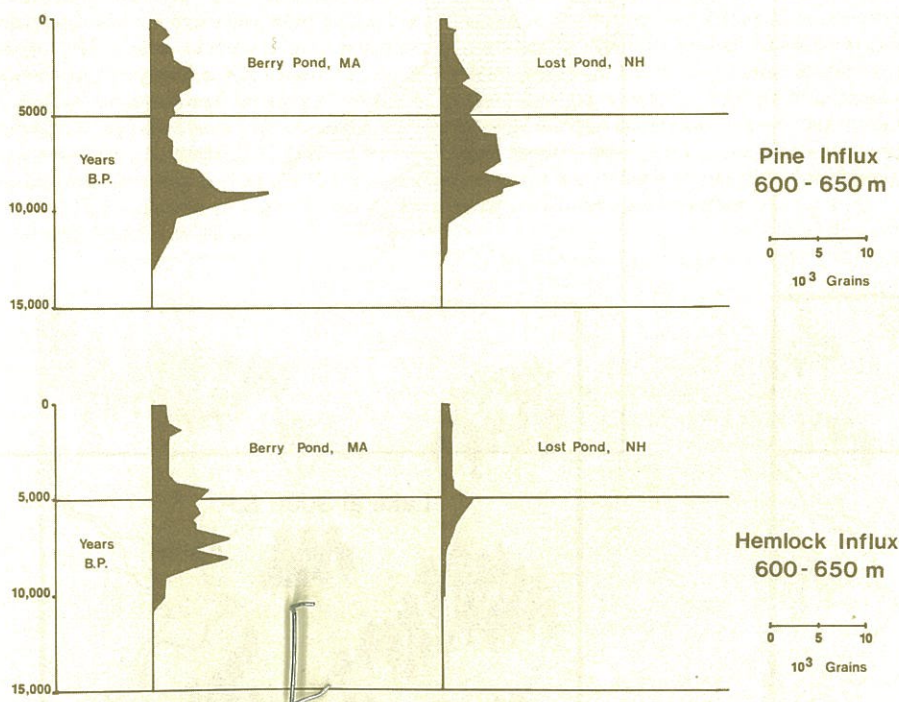 0
5000
10,000
15,000
Years
B.P.
Berry Pond, MA
Lost Pond, NH
Pine Influx
600 - 650 m
0 5 10
10³ Grains
0
5,000
10,000
15,000
Years
B.P.
Berry Pond, MA
Lost Pond, NH
Hemlock Influx
600 - 650 m
0 5 10
10³ Grains